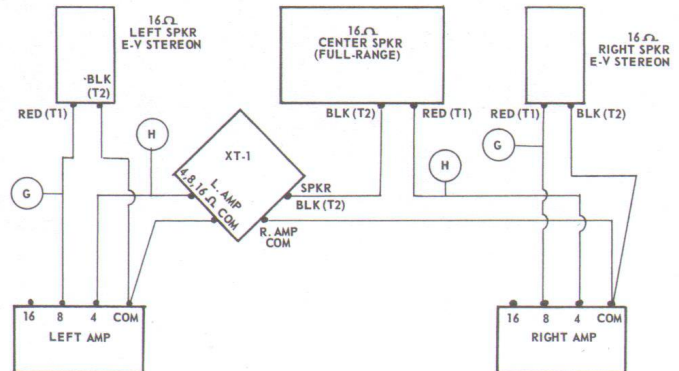 16Ω
LEFT SPKR
E-V STEREON
·BLK
(T2)
RED (T1)
16Ω
CENTER SPKR
(FULL-RANGE)
BLK (T2)
RED (T1)
16Ω
RIGHT SPKR
E-V STEREON
RED (T1)
BLK (T2)
H
G
XT-1
L. AMP
4,8,16 Ω COM
SPKR
BLK (T2)
R. AMP
COM
H
G
16 8 4 COM
LEFT AMP
16 8 4 COM
RIGHT AMP